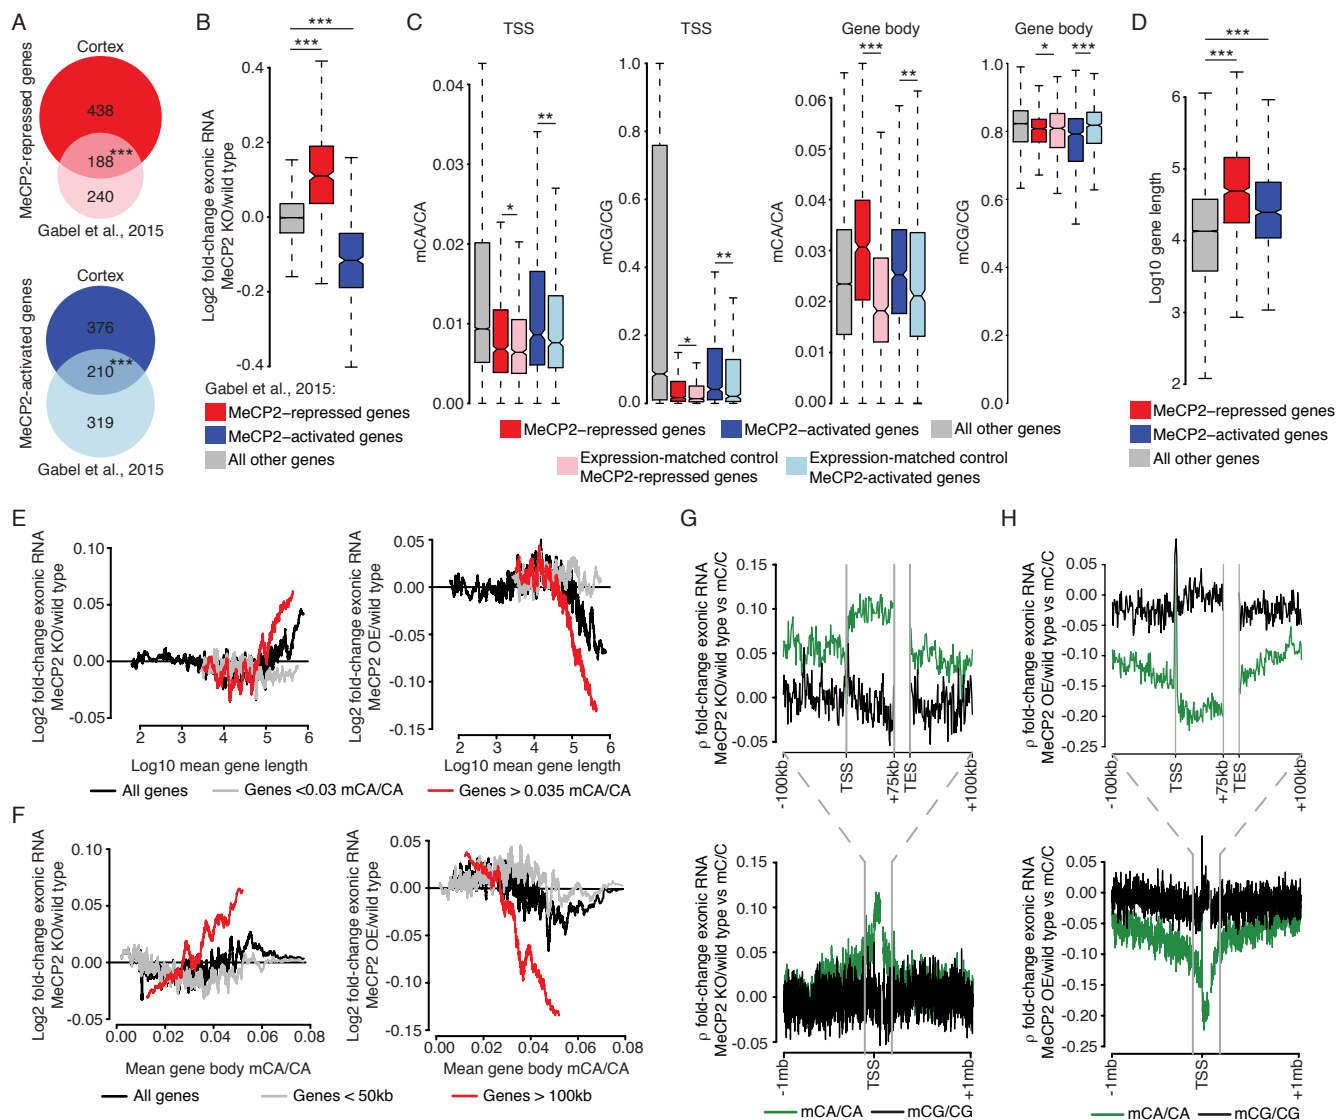 A
Cortex
MeCP2-repressed genes
438
188
***
240
Gabel et al., 2015
Cortex
MeCP2-activated genes
376
210
***
319
Gabel et al., 2015
B
***
***
Log2 fold-change exonic RNA
MeCP2 KO/wild type
0.4
0.2
0.0
-0.2
-0.4
Gabel et al., 2015:
MeCP2-repressed genes
MeCP2-activated genes
All other genes
C
TSS
mCA/CA
0.04
0.03
0.02
0.01
0.00
*
**
TSS
mCG/CG
1.0
0.8
0.6
0.4
0.2
0.0
*
**
Gene body
mCA/CA
0.06
0.05
0.04
0.03
0.02
0.01
0.00
***
**
Gene body
mCG/CG
1.0
0.8
0.6
0.4
0.2
0.0
*
***
MeCP2-repressed genes
MeCP2-activated genes
All other genes
Expression-matched control
MeCP2-repressed genes
Expression-matched control
MeCP2-activated genes
D
***
***
Log10 gene length
6
5
4
3
2
MeCP2-repressed genes
MeCP2-activated genes
All other genes
E
Log2 fold-change exonic RNA
MeCP2 KO/wild type
0.10
0.05
0.00
-0.05
2 3 4 5 6
Log10 mean gene length
Log2 fold-change exonic RNA
MeCP2 OE/wild type
0.05
0.00
-0.05
-0.10
-0.15
2 3 4 5 6
Log10 mean gene length
All genes
Genes <0.03 mCA/CA
Genes > 0.035 mCA/CA
F
Log2 fold-change exonic RNA
MeCP2 KO/wild type
0.10
0.05
0.00
-0.05
0.00 0.02 0.04 0.06 0.08
Mean gene body mCA/CA
Log2 fold-change exonic RNA
MeCP2 OE/wild type
0.05
0.00
-0.05
-0.10
-0.15
0.00 0.02 0.04 0.06 0.08
Mean gene body mCA/CA
All genes
Genes < 50kb
Genes > 100kb
G
ρ fold-change exonic RNA
MeCP2 KO/wild type vs mC/C
0.15
0.10
0.05
0.00
-0.05
-100kb
TSS
+75kb
TES
+100kb
ρ fold-change exonic RNA
MeCP2 KO/wild type vs mC/C
0.15
0.10
0.05
0.00
-0.05
-1mb
TSS
+1mb
H
ρ fold-change exonic RNA
MeCP2 OE/wild type vs mC/C
0.05
0.00
-0.05
-0.10
-0.15
-0.20
-0.25
-100kb
TSS
+75kb
TES
+100kb
ρ fold-change exonic RNA
MeCP2 OE/wild type vs mC/C
0.05
0.00
-0.05
-0.10
-0.15
-0.20
-0.25
-1mb
TSS
+1mb
mCA/CA
mCG/CG
mCA/CA
mCG/CG